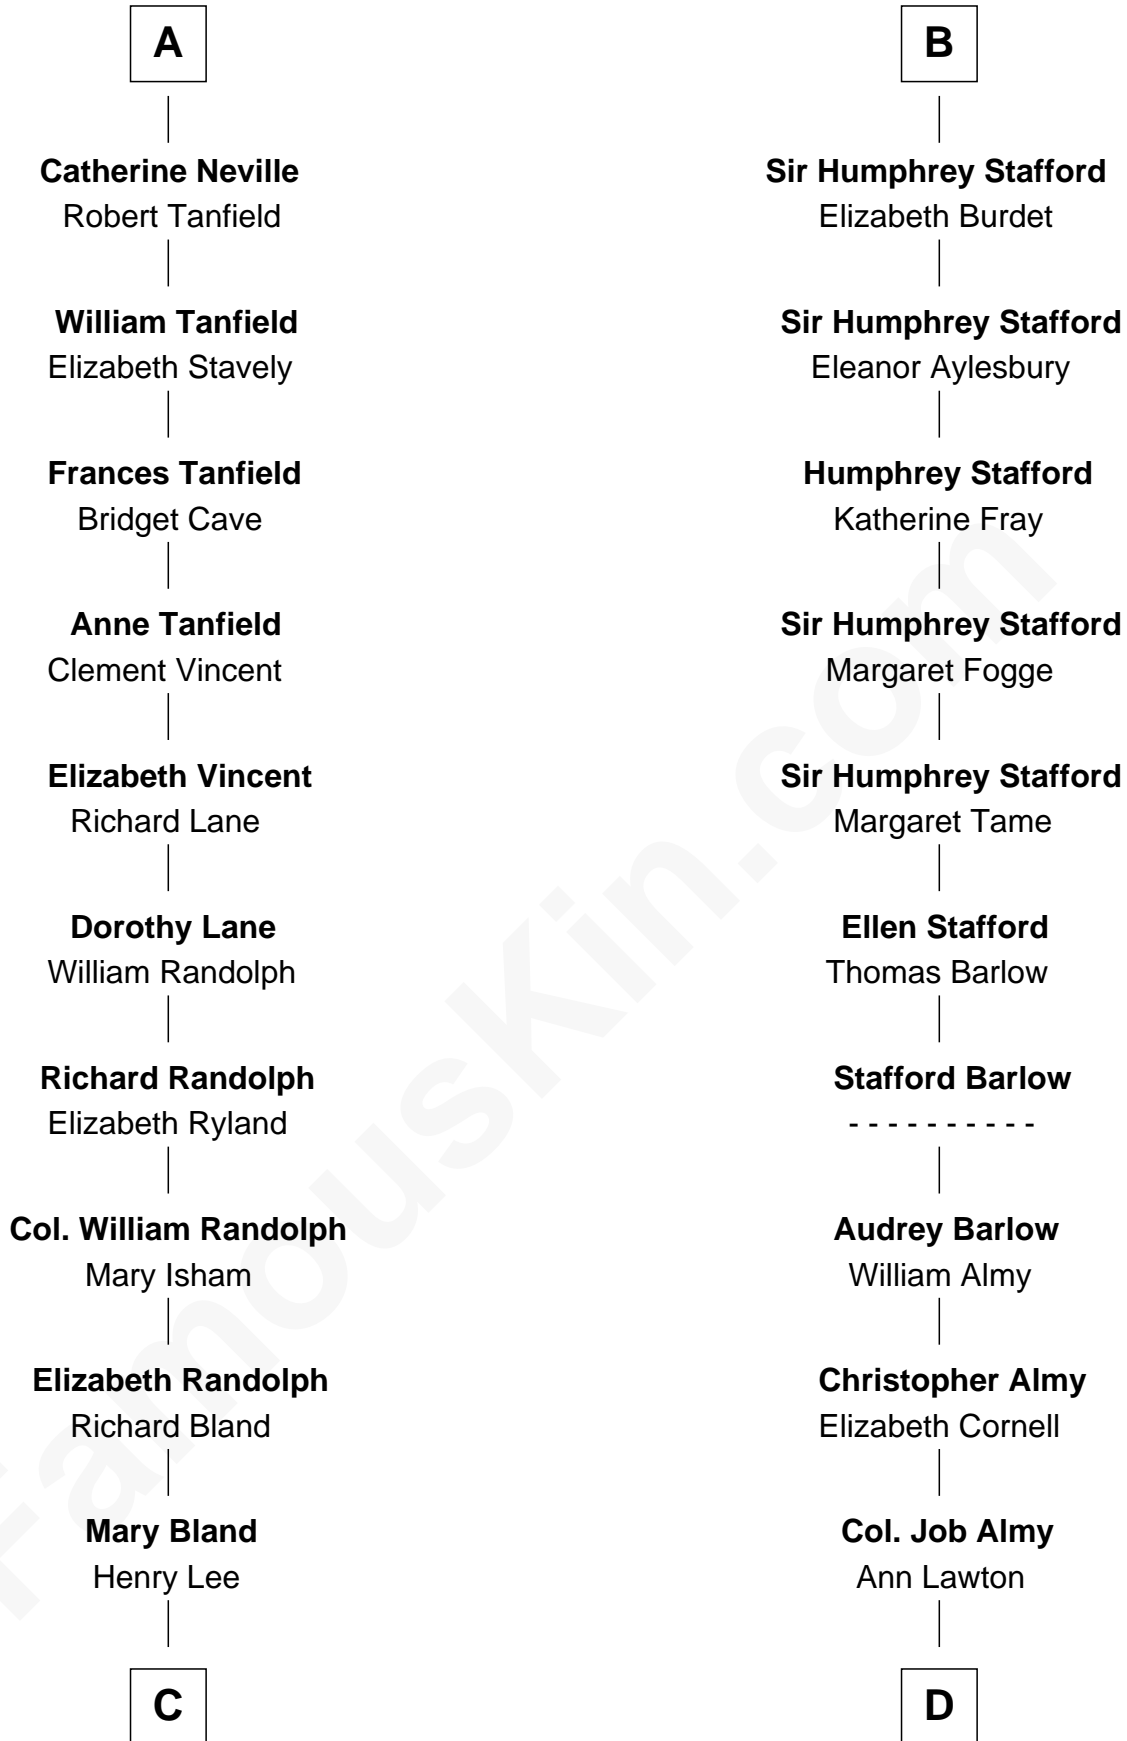 A
Catherine Neville
Robert Tanfield
William Tanfield
Elizabeth Stavely
Frances Tanfield
Bridget Cave
Anne Tanfield
Clement Vincent
Elizabeth Vincent
Richard Lane
Dorothy Lane
William Randolph
Richard Randolph
Elizabeth Ryland
Col. William Randolph
Mary Isham
Elizabeth Randolph
Richard Bland
Mary Bland
Henry Lee
C
B
Sir Humphrey Stafford
Elizabeth Burdet
Sir Humphrey Stafford
Eleanor Aylesbury
Humphrey Stafford
Katherine Fray
Sir Humphrey Stafford
Margaret Fogge
Sir Humphrey Stafford
Margaret Tame
Ellen Stafford
Thomas Barlow
Stafford Barlow
- - - - - - - - - -
Audrey Barlow
William Almy
Christopher Almy
Elizabeth Cornell
Col. Job Almy
Ann Lawton
D
FamousKin.com